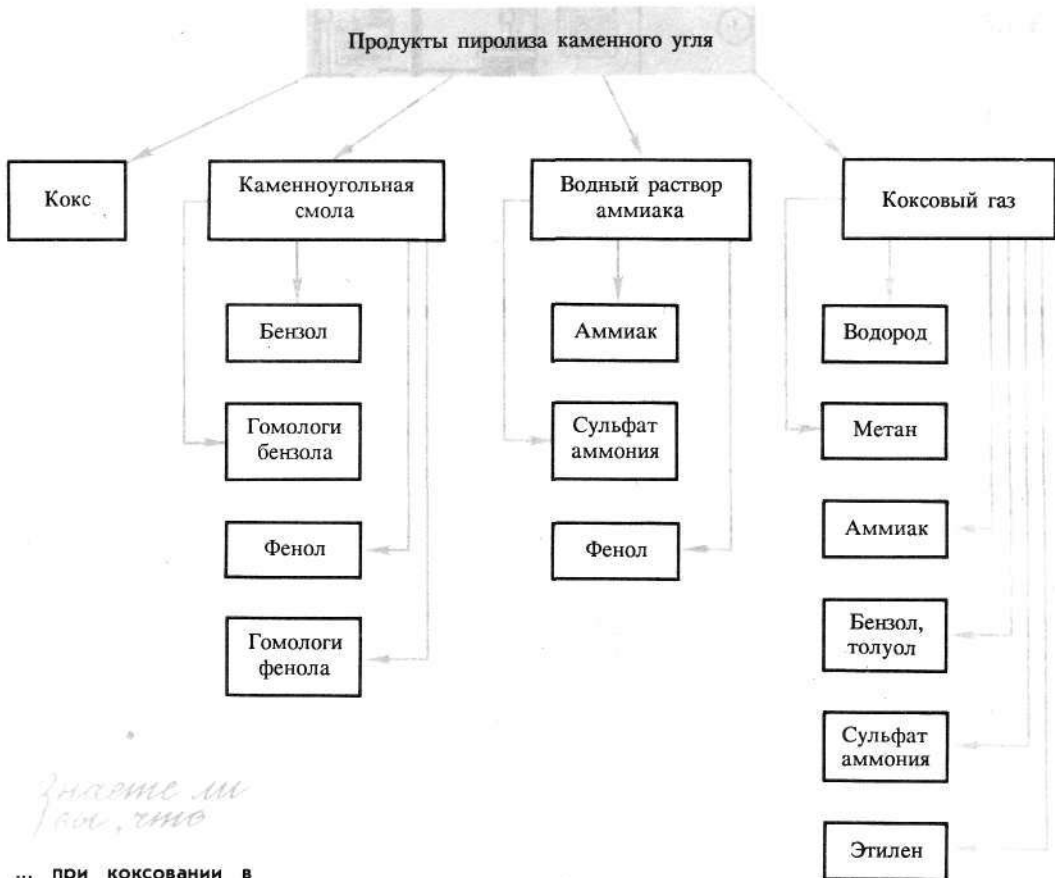 Продукты пиролиза каменного угля
Кокс
Каменноугольная
смола
Водный раствор
аммиака
Коксовый газ
Бензол
Гомологи
бензола
Фенол
Гомологи
фенола
Аммиак
Сульфат
аммония
Фенол
Водород
Метан
Аммиак
Бензол,
толуол
Сульфат
аммония
Этилен
Знаете ли
вы, что
... при коксовании в